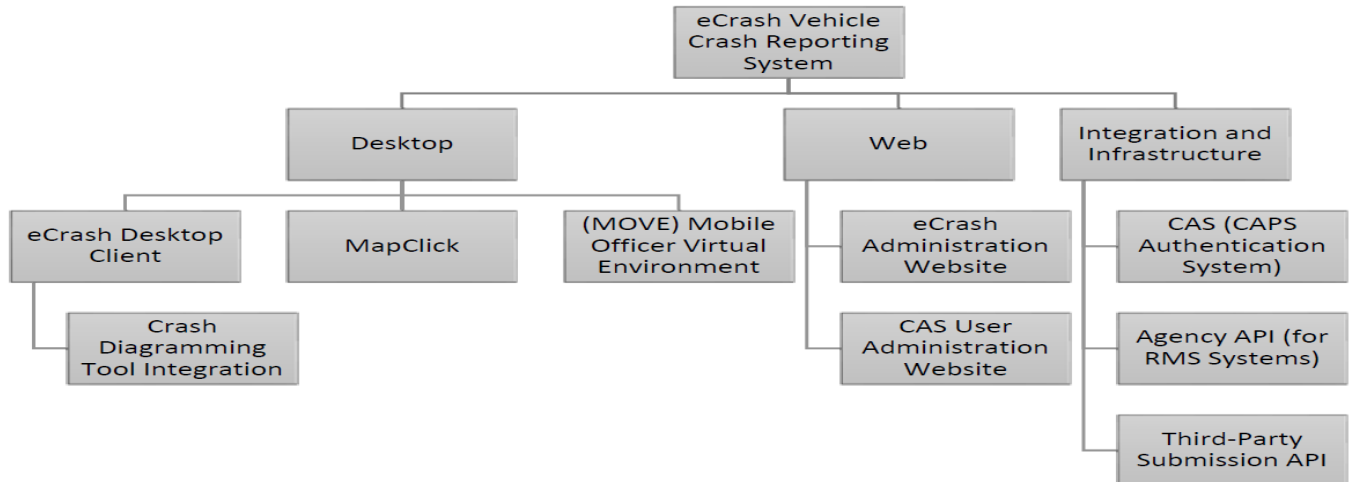 eCrash Vehicle
Crash Reporting
System
Desktop
Web
Integration and
Infrastructure
eCrash Desktop
Client
MapClick
(MOVE) Mobile
Officer Virtual
Environment
eCrash
Administration
Website
CAS (CAPS
Authentication
System)
Crash
Diagramming
Tool Integration
CAS User
Administration
Website
Agency API (for
RMS Systems)
Third-Party
Submission API